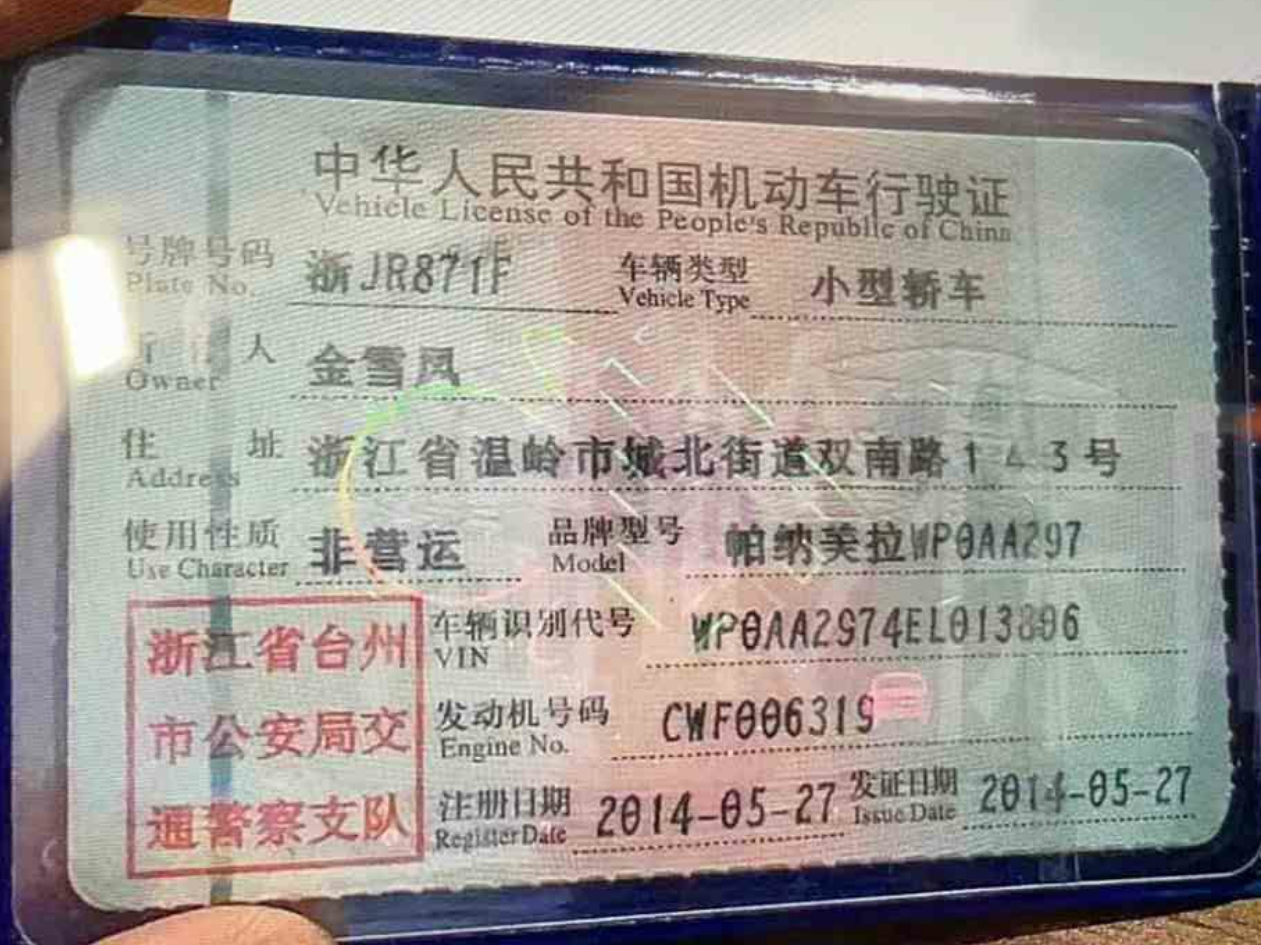 中华人民共和国机动车行驶证
Vehicle License of the People's Republic of China
号牌号码 浙JR871F 车辆类型 小型轿车
Plate No. Vehicle Type
人 金雪凤
Owner
住 址 浙江省温岭市城北街道双南路143号
Address
使用性质 非营运 品牌型号 帕纳美拉WP0AA297
Use Character Model
浙江省台州 车辆识别代号 WP0AA2974EL013806
VIN
市公安局交 发动机号码 CWF006319
Engine No.
通警察支队 注册日期 2014-05-27 发证日期 2014-05-27
Register Date Issue Date